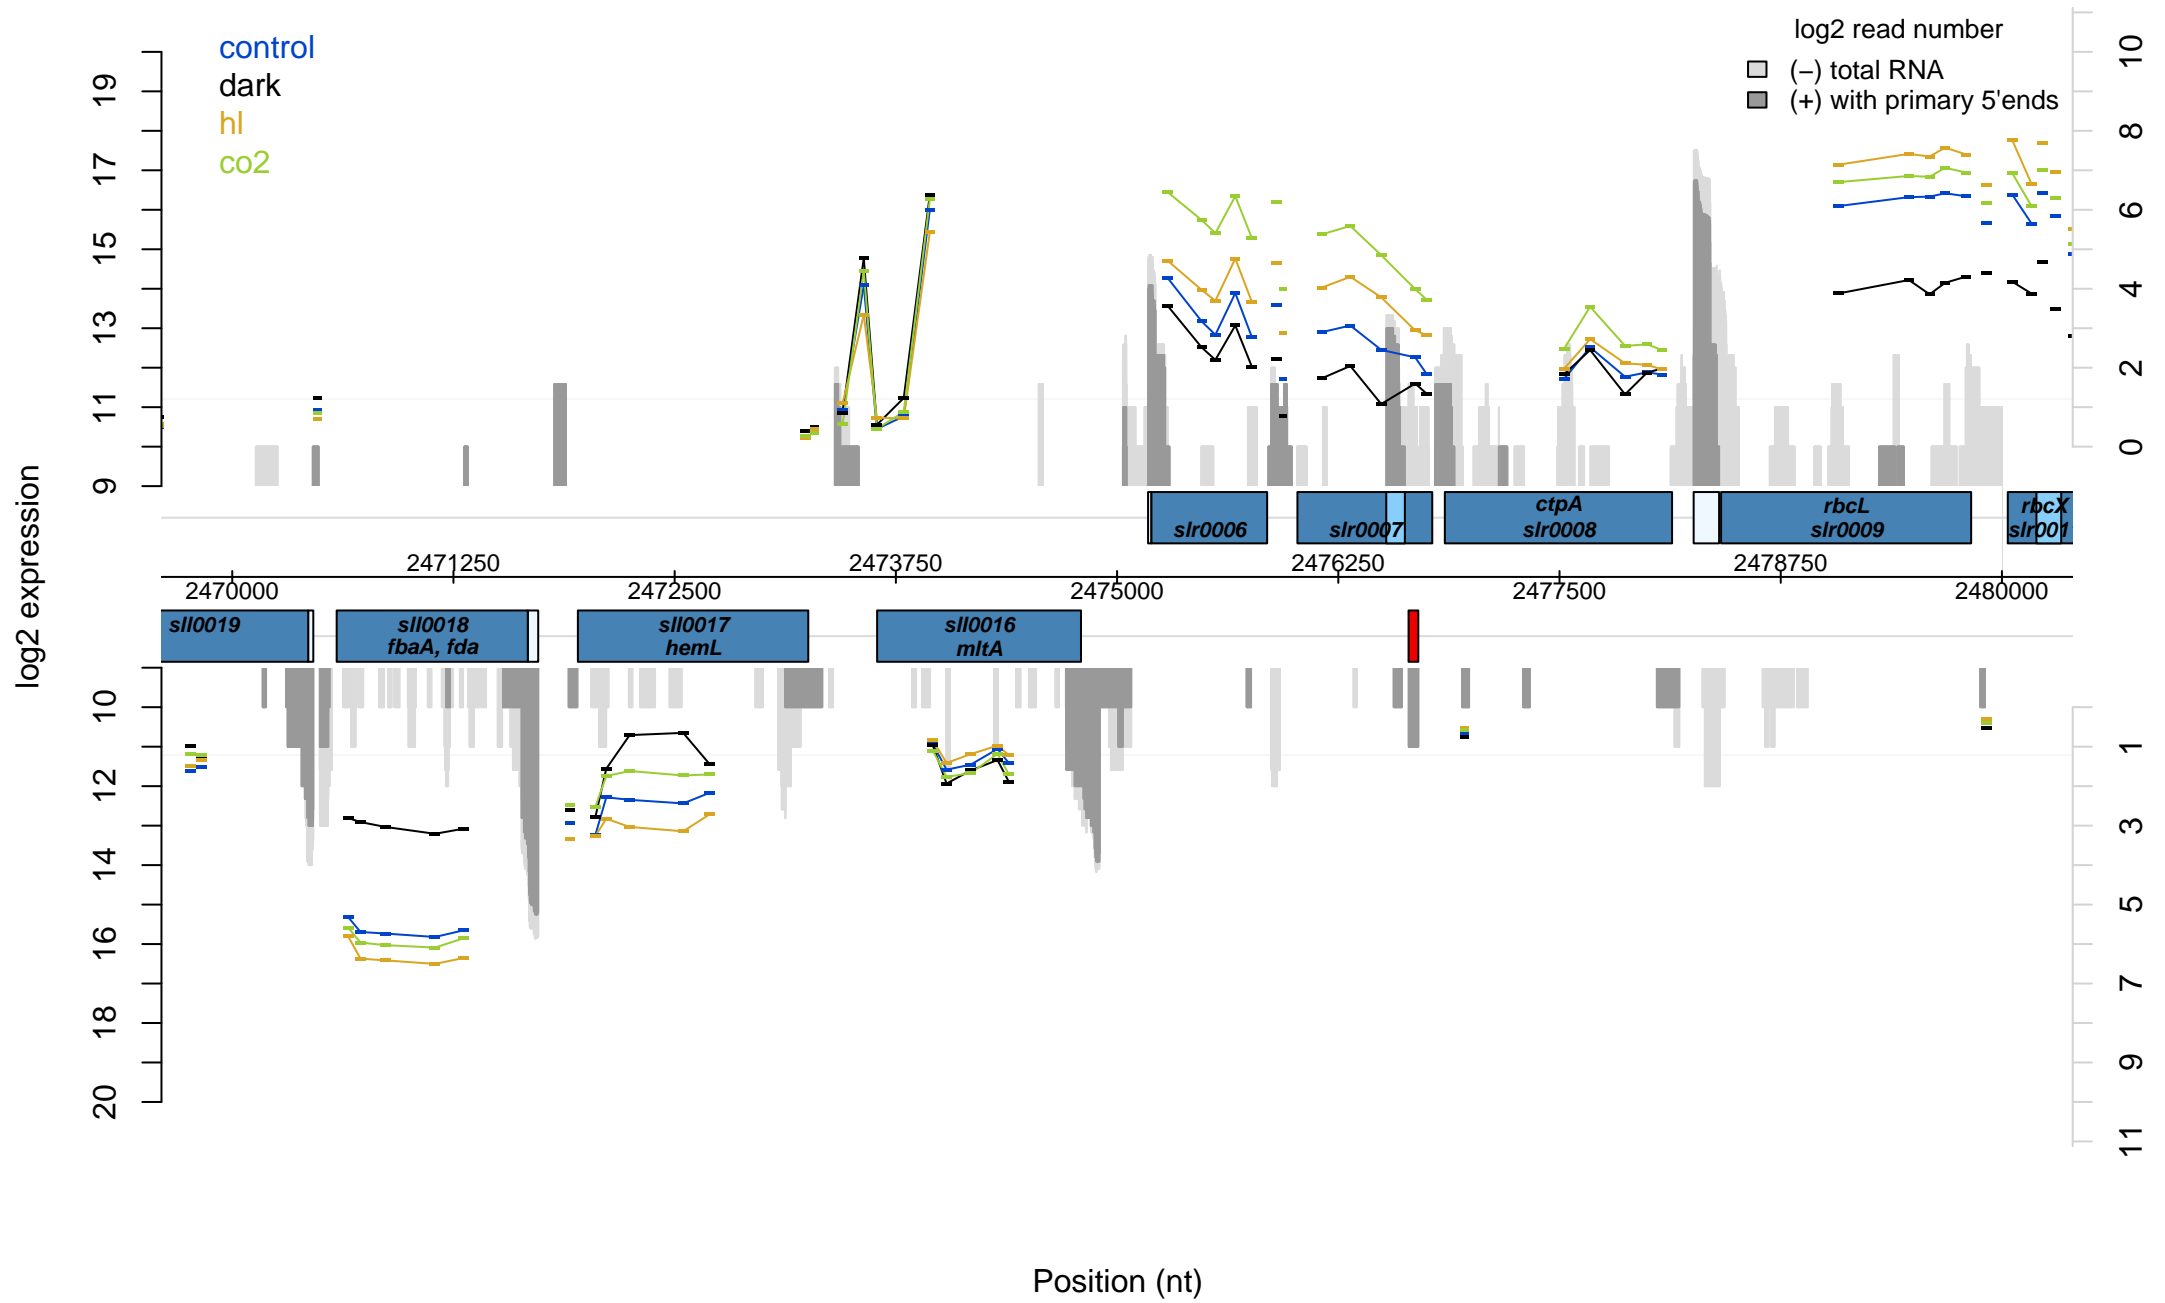 control
dark
hl
co2
log2 read number
(−) total RNA
(+) with primary 5'ends
19
17
15
13
11
9
10
8
6
4
2
0
log2 expression
slr0006
slr0007
ctpA
slr0008
rbcL
slr0009
rbcX
slr001
2471250
2473750
2476250
2478750
2470000
2472500
2475000
2477500
2480000
sll0019
sll0018
fbaA, fda
sll0017
hemL
sll0016
mltA
10
12
14
16
18
20
1
3
5
7
9
11
Position (nt)